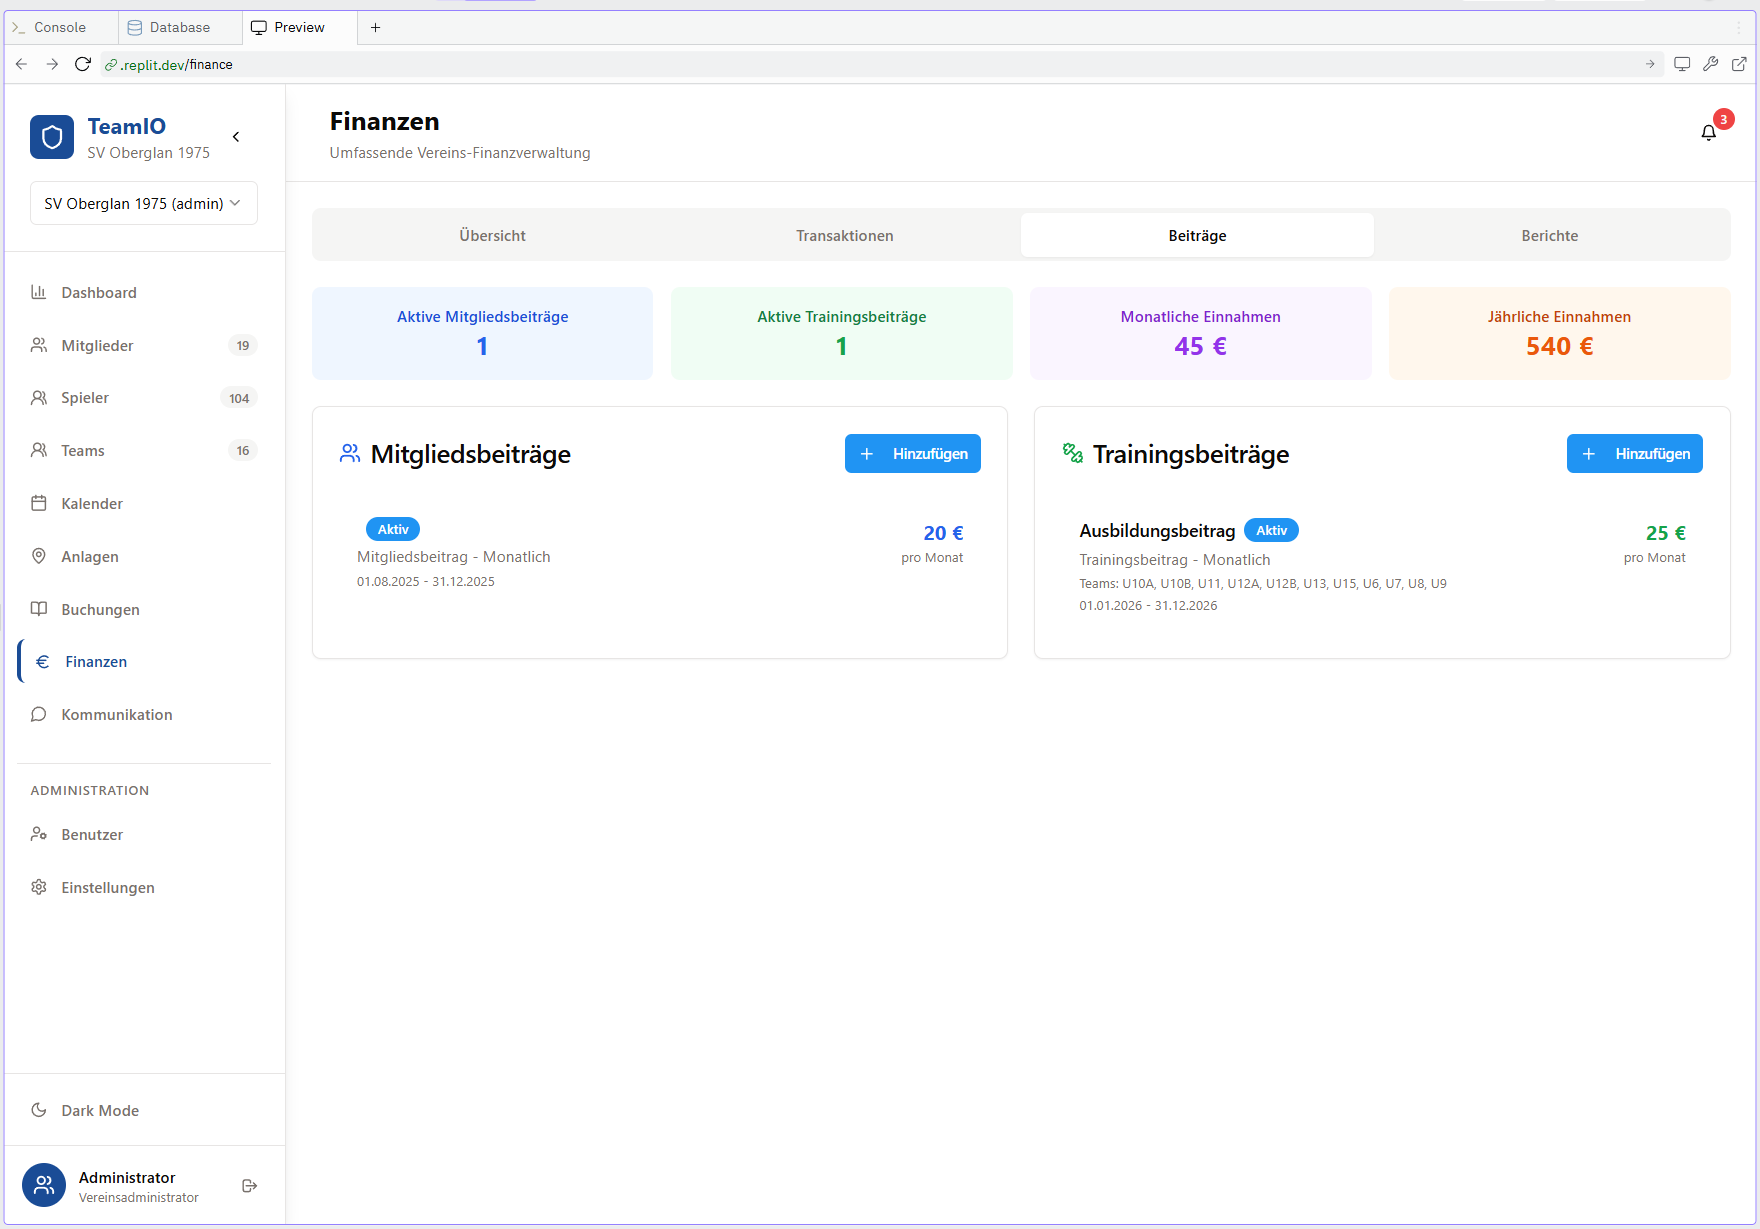 Console
Database
Preview
.replit.dev/finance
TeamIO
SV Oberglan 1975
SV Oberglan 1975 (admin)
Dashboard
Mitglieder 19
Spieler 104
Teams 16
Kalender
Anlagen
Buchungen
€ Finanzen
Kommunikation
ADMINISTRATION
Benutzer
Einstellungen
Dark Mode
Administrator
Vereinsadministrator
Finanzen
Umfassende Vereins-Finanzverwaltung
3
Übersicht
Transaktionen
Beiträge
Berichte
Aktive Mitgliedsbeiträge
1
Aktive Trainingsbeiträge
1
Monatliche Einnahmen
45 €
Jährliche Einnahmen
540 €
Mitgliedsbeiträge
+ Hinzufügen
Aktiv
20 €
Mitgliedsbeitrag - Monatlich
pro Monat
01.08.2025 - 31.12.2025
Trainingsbeiträge
+ Hinzufügen
Ausbildungsbeitrag Aktiv
25 €
Trainingsbeitrag - Monatlich
pro Monat
Teams: U10A, U10B, U11, U12A, U12B, U13, U15, U6, U7, U8, U9
01.01.2026 - 31.12.2026